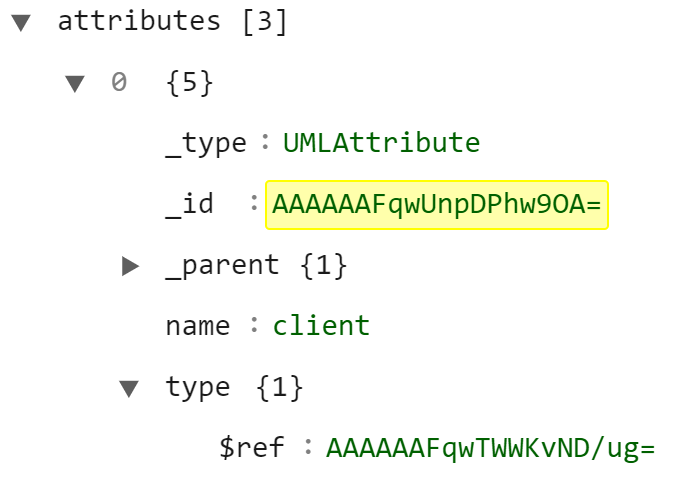 ▼ attributes [3]
▼ 0 {5}
_type : UMLAttribute
_id : AAAAAAFqwUnpDPhw9OA=
▶ _parent {1}
name : client
▼ type {1}
$ref : AAAAAAFqwTWWKvND/ug=